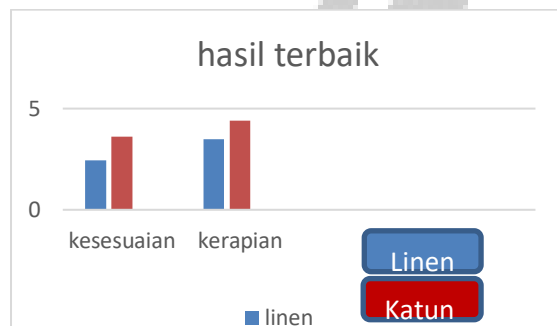 hasil terbaik
5
0
kesesuaian kerapian
Linen
Katun
linen